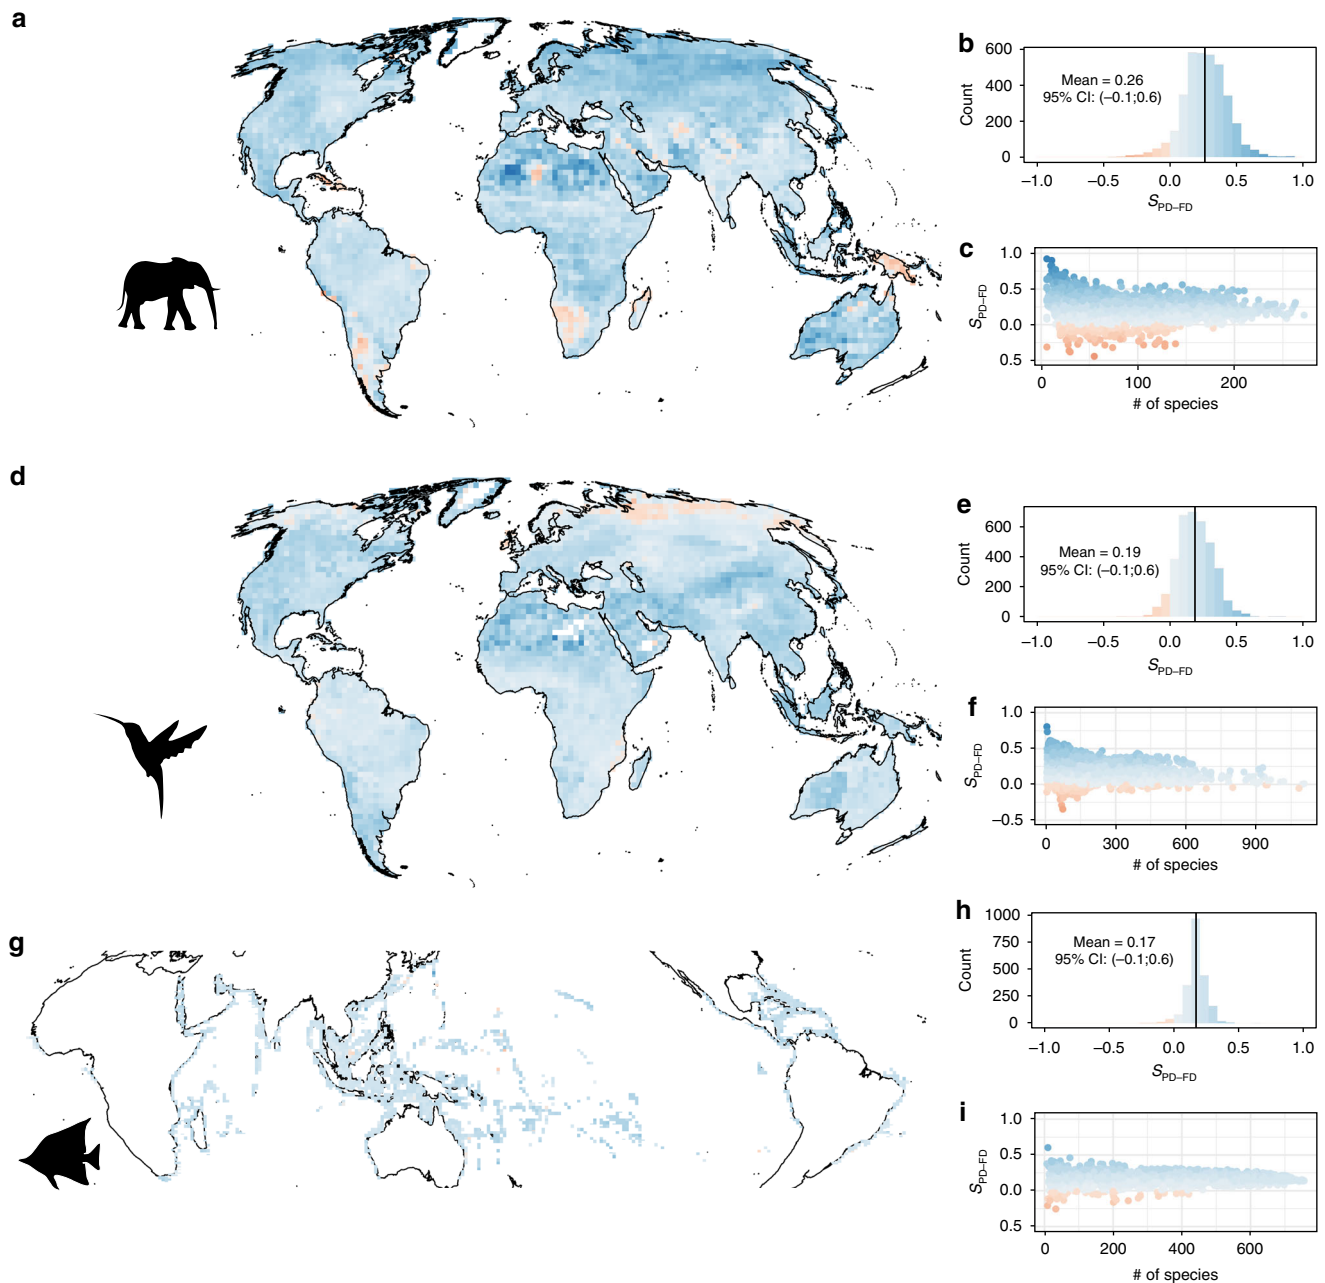 a
b
600
400
200
0
Count
Mean = 0.26
95% CI: (–0.1;0.6)
–1.0
–0.5
0.0
0.5
1.0
SPD–FD
c
1.0
0.5
0.0
0.5
SPD–FD
0
100
200
# of species
d
e
600
400
200
0
Count
Mean = 0.19
95% CI: (–0.1;0.6)
–1.0
–0.5
0.0
0.5
1.0
SPD–FD
f
1.0
0.5
0.0
–0.5
SPD–FD
0
300
600
900
# of species
g
h
1000
750
500
250
0
Count
Mean = 0.17
95% CI: (–0.1;0.6)
–1.0
–0.5
0.0
0.5
1.0
SPD–FD
i
1.0
0.5
0.0
0.5
SPD–FD
0
200
400
600
# of species